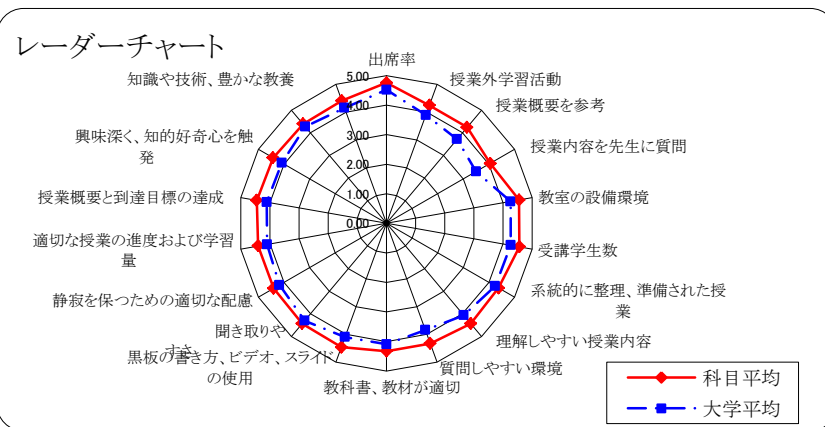 レーダーチャート
出席率
授業外学習活動
授業概要を参考
授業内容を先生に質問
教室の設備環境
受講学生数
系統的に整理、準備された授
業
理解しやすい授業内容
質問しやすい環境
教科書、教材が適切
黒板の書き方、ビデオ、スライド
の使用
聞き取りや
すさ
静寂を保つための適切な配慮
適切な授業の進度および学習
量
授業概要と到達目標の達成
興味深く、知的好奇心を触
発
知識や技術、豊かな教養
5.00
4.00
3.00
2.00
1.00
0.00
科目平均
大学平均